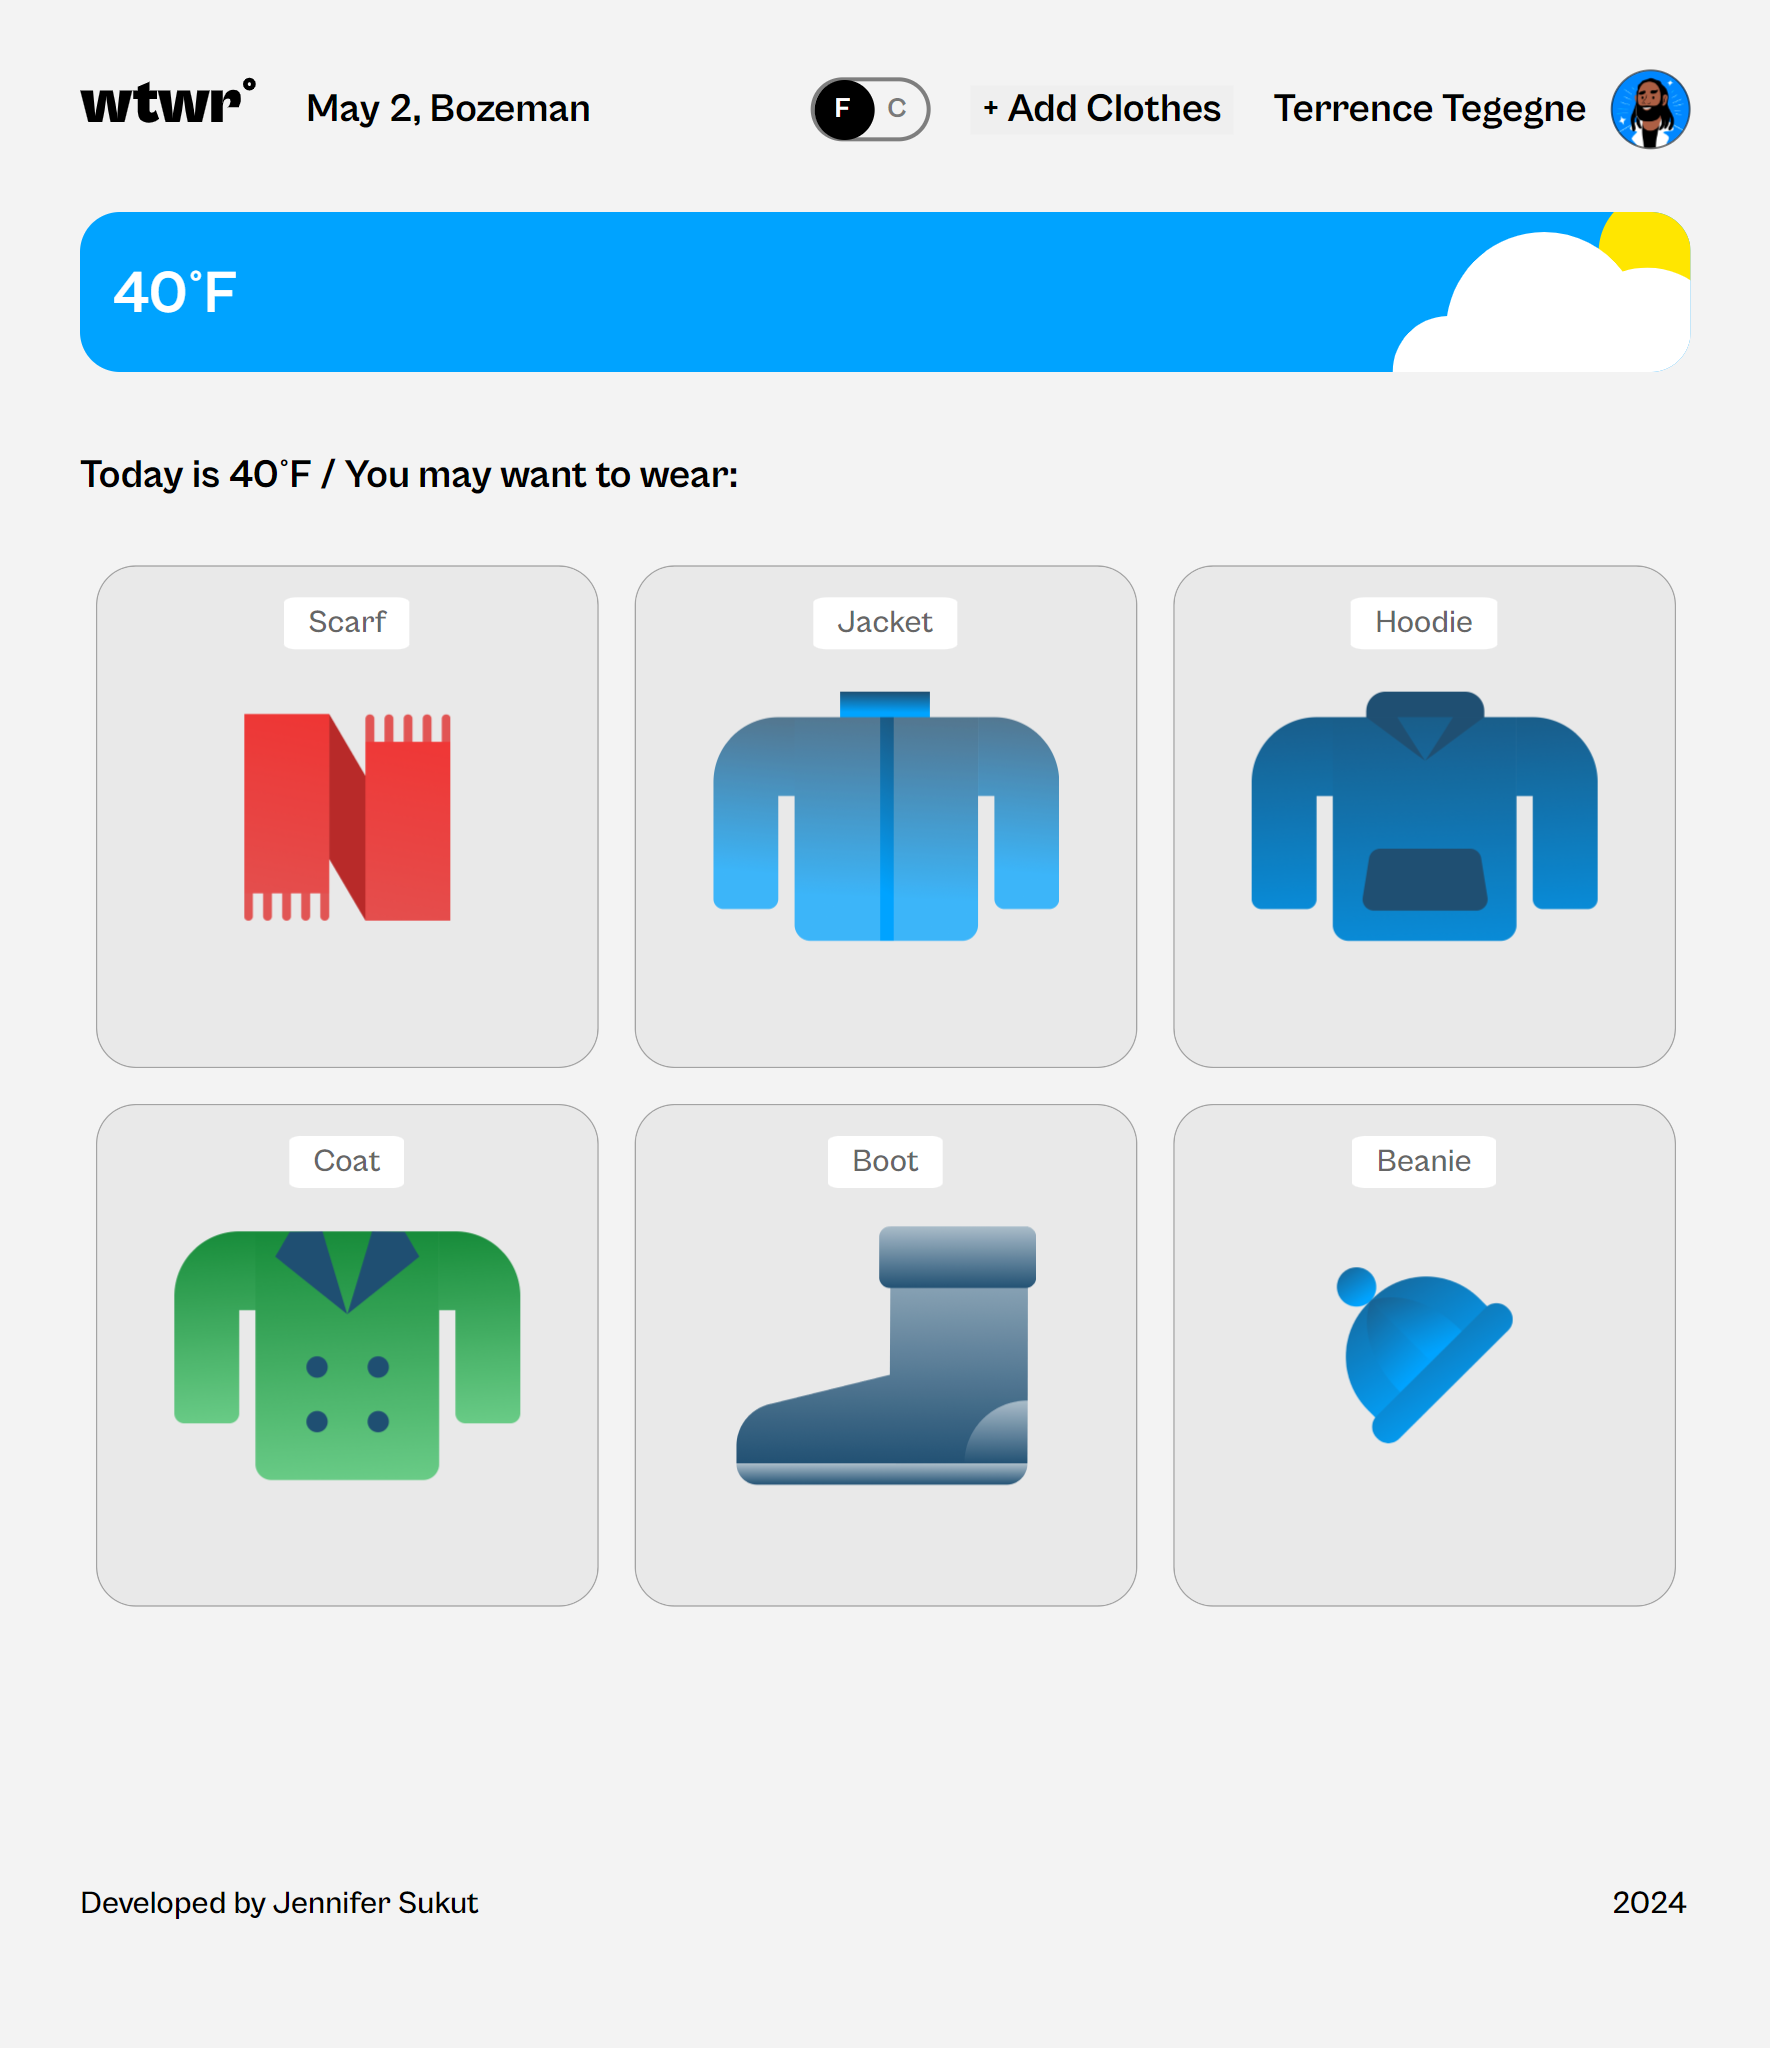 wtwr° May 2, Bozeman F C + Add Clothes Terrence Tegegne
40°F
Today is 40°F / You may want to wear:
Scarf Jacket Hoodie
Coat Boot Beanie
Developed by Jennifer Sukut 2024